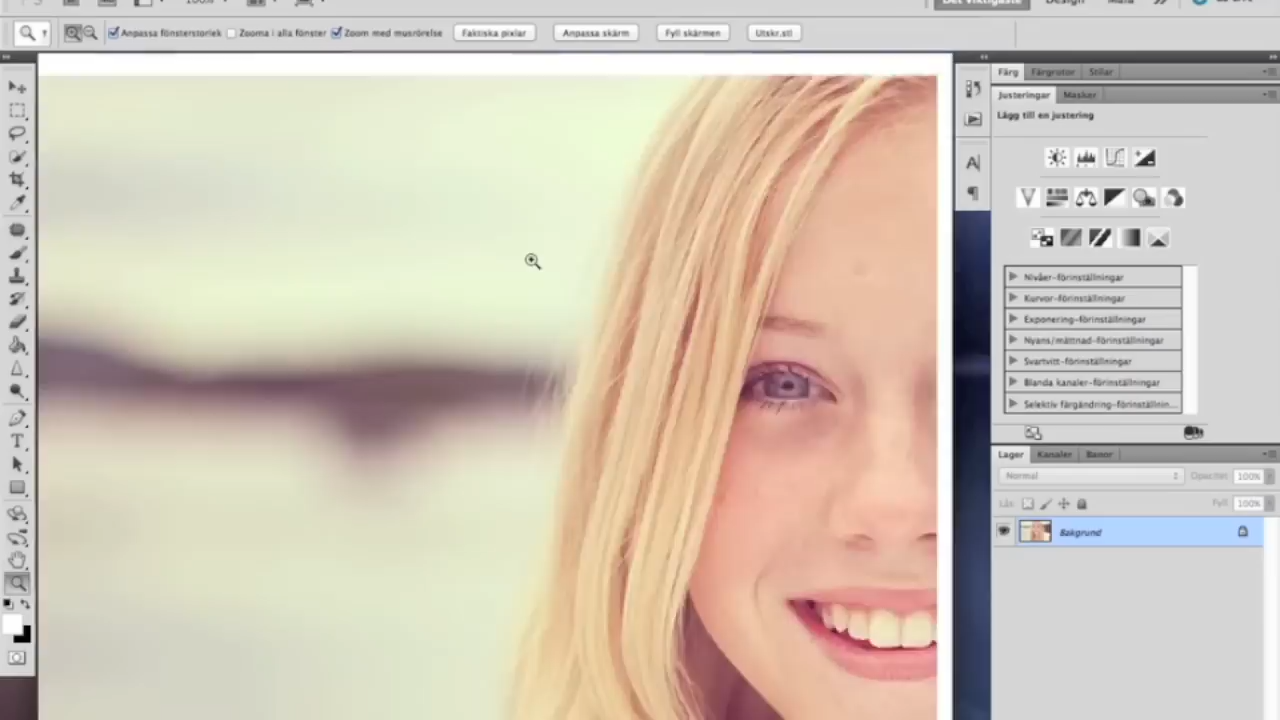 100%
Det Viktigaste
Design
Måla
Anpassa fönsterstorlek
Zooma i alla fönster
Zoom med musrörelse
Faktiska pixlar
Anpassa skärm
Fyll skärmen
Utskr.stl
Färg
Färgrutor
Stilar
Justeringar
Masker
Lägg till en justering
Nivåer-förinställningar
Kurvor-förinställningar
Exponering-förinställningar
Nyans/mättnad-förinställningar
Svartvitt-förinställningar
Blanda kanaler-förinställningar
Selektiv färgändring-förinställnin...
Lager
Kanaler
Banor
Normal
Opacitet: 100%
Lås:
Fyll: 100%
Bakgrund